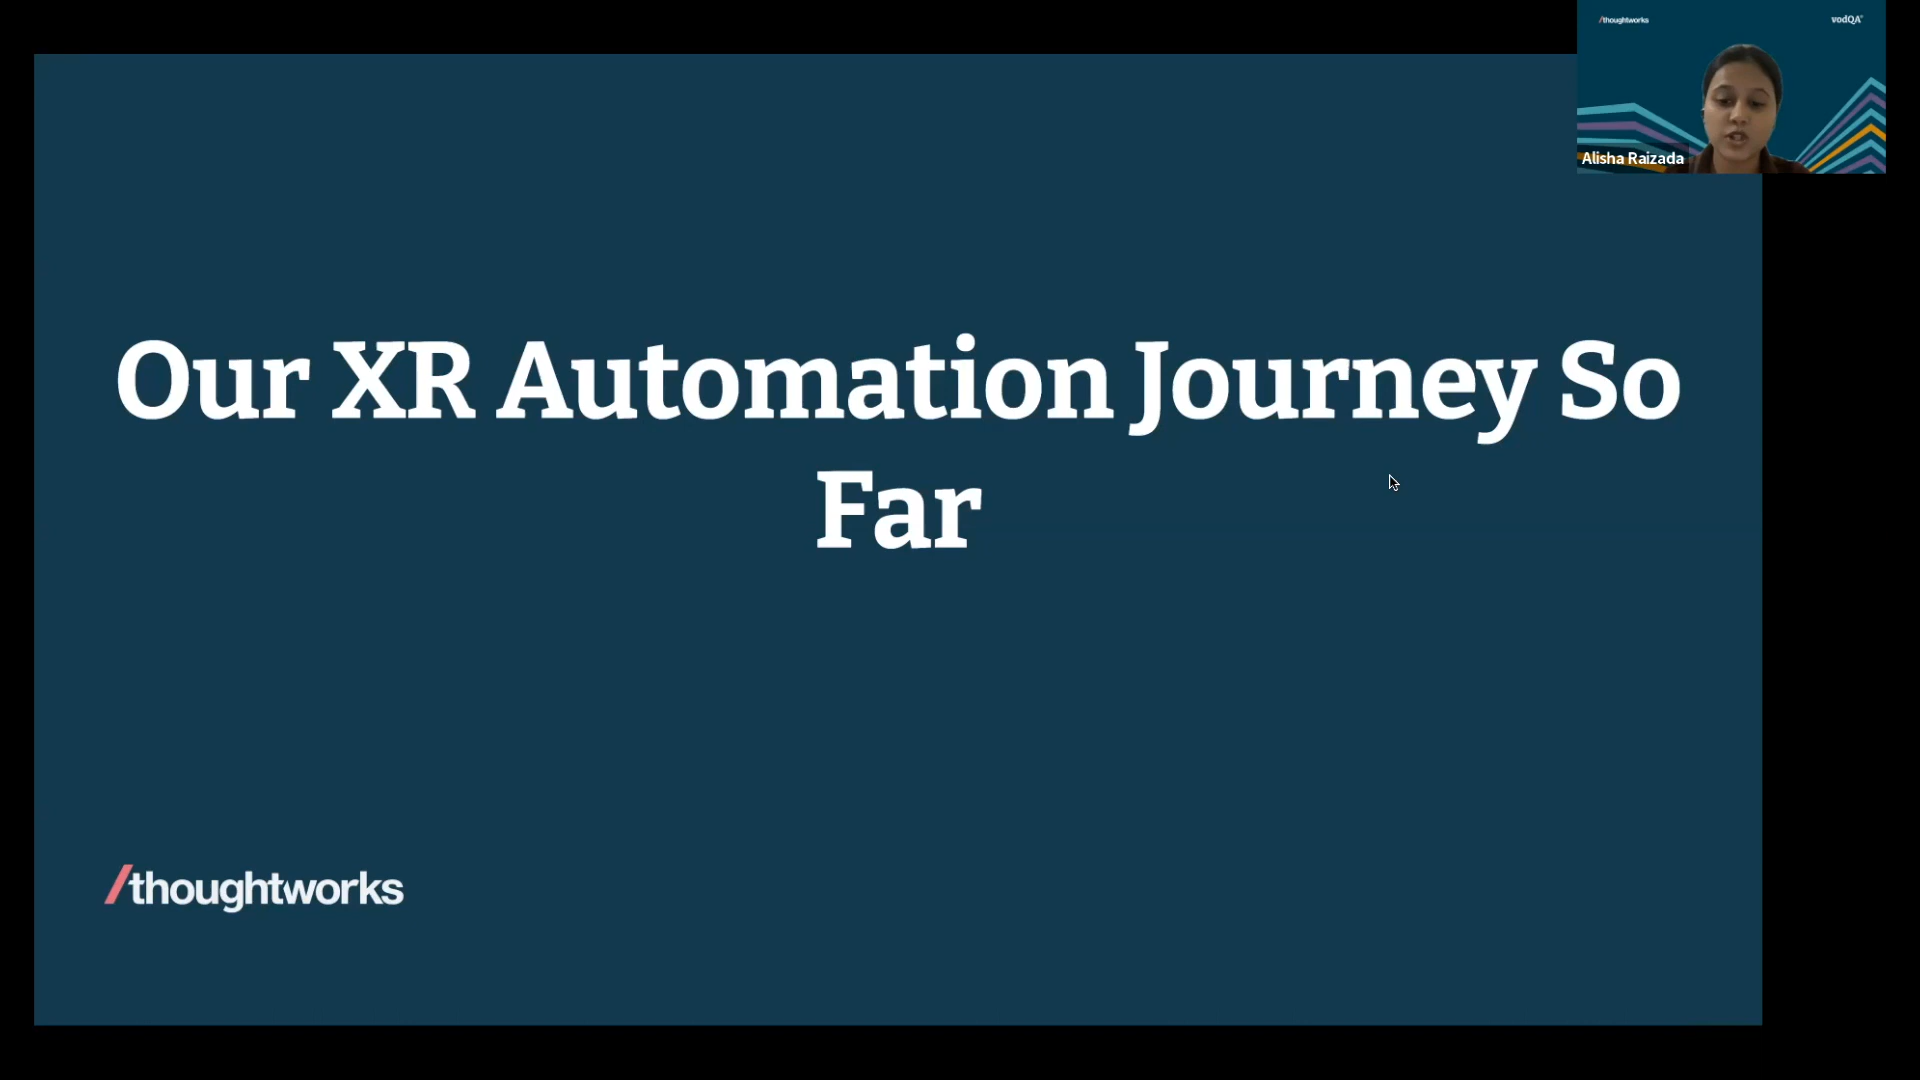 /thoughtworks
vodQA
Alisha Raizada
Our XR Automation Journey So
Far
/thoughtworks